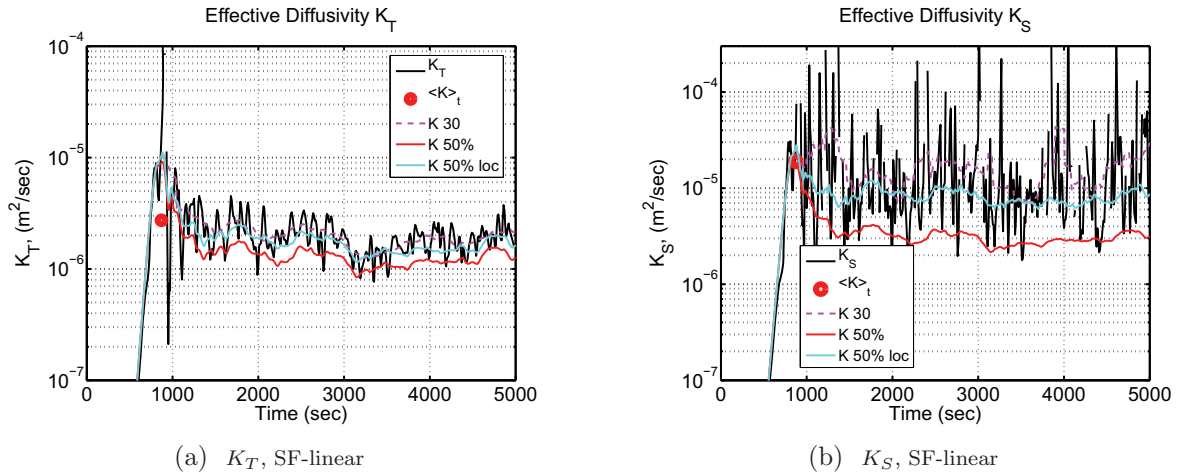 Effective Diffusivity K_T
10^-4
10^-5
10^-6
10^-7
K_T, (m^2/sec)
0 1000 2000 3000 4000 5000
Time (sec)
K_T
<K>_t
K 30
K 50%
K 50% loc
(a) K_T, SF-linear
Effective Diffusivity K_S
10^-4
10^-5
10^-6
10^-7
K_S, (m^2/sec)
0 1000 2000 3000 4000 5000
Time (sec)
K_S
<K>_t
K 30
K 50%
K 50% loc
(b) K_S, SF-linear